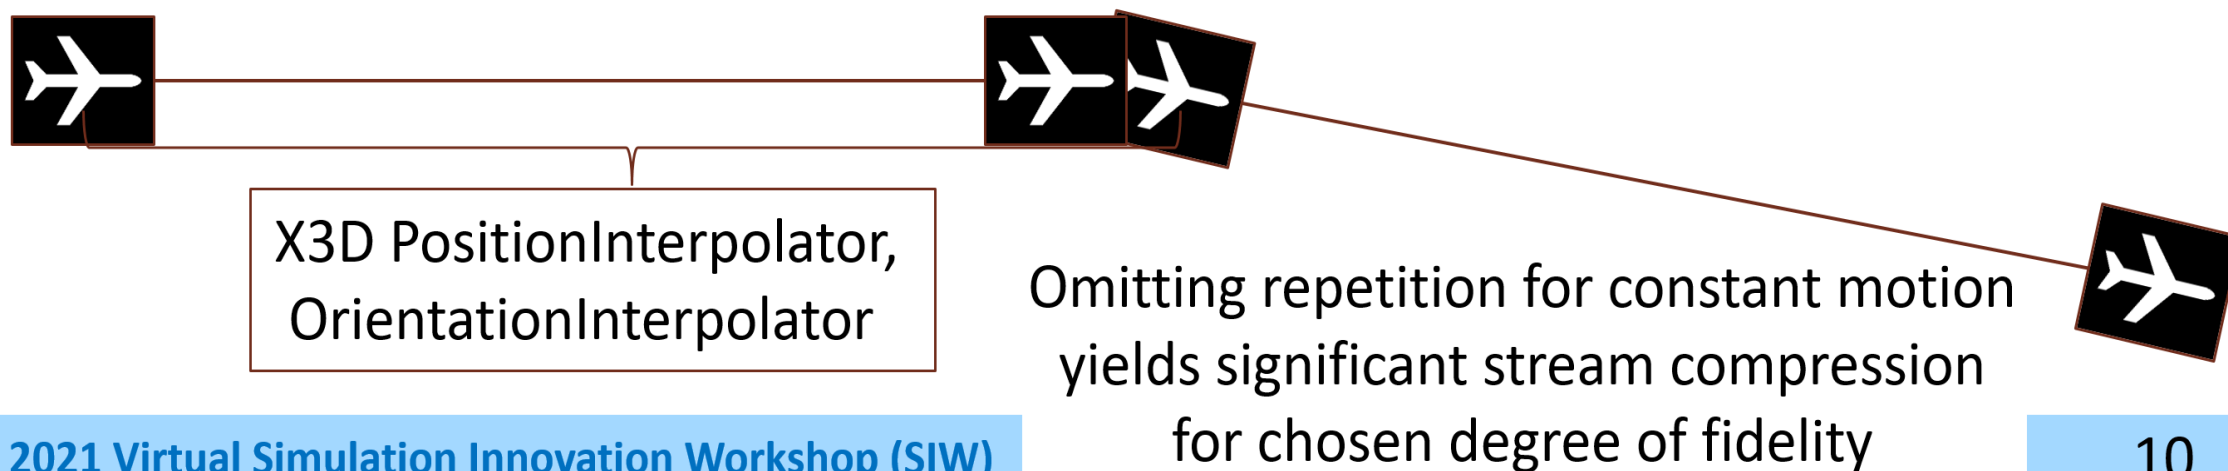 X3D PositionInterpolator,
OrientationInterpolator
Omitting repetition for constant motion
yields significant stream compression
for chosen degree of fidelity
2021 Virtual Simulation Innovation Workshop (SIW)
10